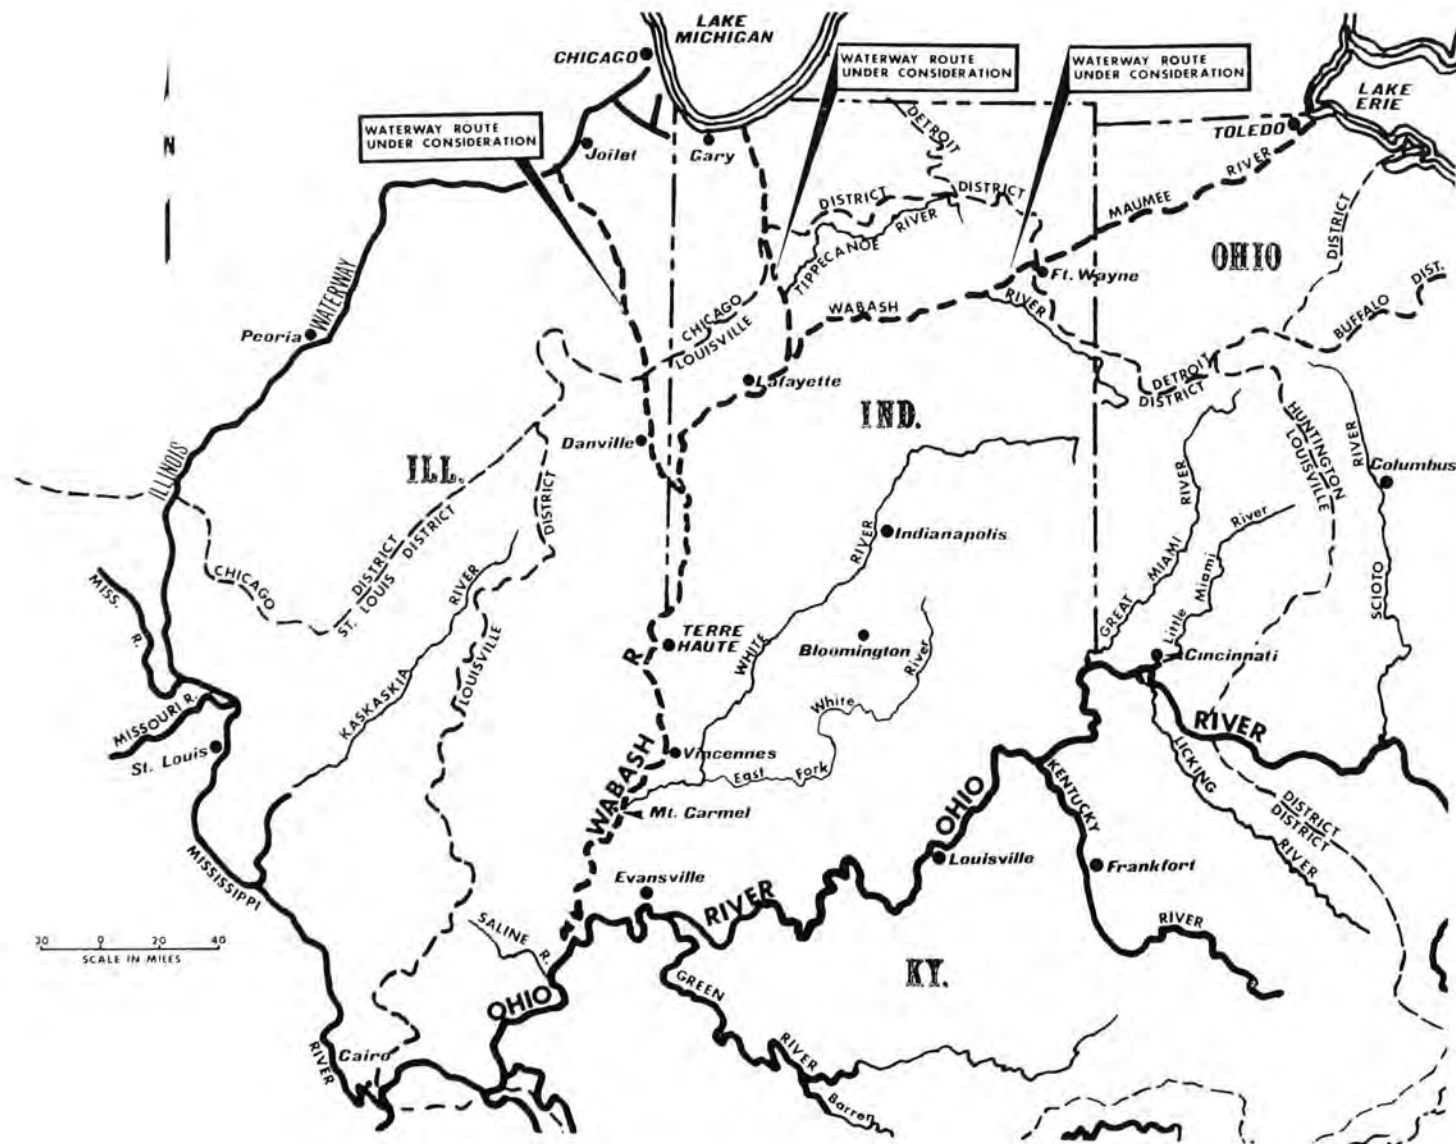 LAKE
MICHIGAN
CHICAGO
WATERWAY ROUTE
UNDER CONSIDERATION
WATERWAY ROUTE
UNDER CONSIDERATION
LAKE
ERIE
TOLEDO
WATERWAY ROUTE
UNDER CONSIDERATION
N
Joilet
Gary
DETROIT
DISTRICT
DISTRICT
TIPPECANOE RIVER
MAUMEE RIVER
OHIO
DISTRICT
BUFFALO DIST.
Ft. Wayne
RIVER
WABASH
CHICAGO
LOUISVILLE
Peoria
ILLINOIS WATERWAY
Lafayette
DETROIT
DISTRICT
IND.
HUNTINGTON
LOUISVILLE
RIVER
Columbus
SCIOTO
Danville
ILL.
DISTRICT
DISTRICT
ST. LOUIS DISTRICT
CHICAGO
LOUISVILLE
KASKASKIA RIVER
Indianapolis
WHITE RIVER
GREAT MIAMI RIVER
Little Miami River
MISS.
R.
TERRE
HAUTE
Bloomington
White River
East Fork
Cincinnati
MISSOURI R.
St. Louis
WABASH R
Vincennes
Mt. Carmel
RIVER
LICKING
RIVER
DISTRICT
DISTRICT
KENTUCKY
RIVER
OHIO
Louisville
Frankfort
MISSISSIPPI
RIVER
Evansville
RIVER
SALINE R.
OHIO
KY.
GREEN
RIVER
Barren
Cairo
20 0 20 40
SCALE IN MILES